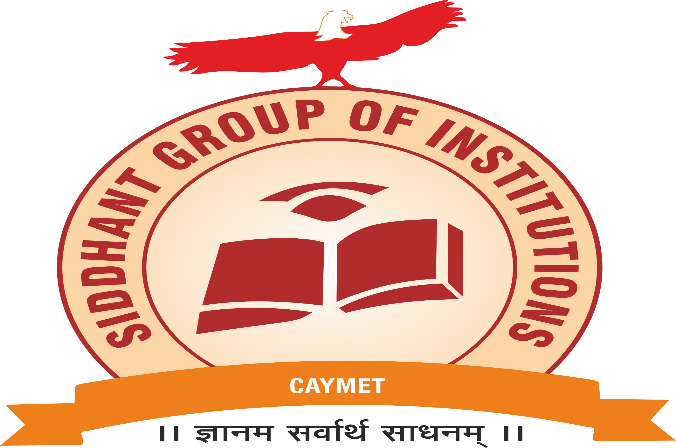 SIDDHANT GROUP OF INSTITUTIONS
CAYMET
।। ज्ञानम सर्वार्थ साधनम् ।।